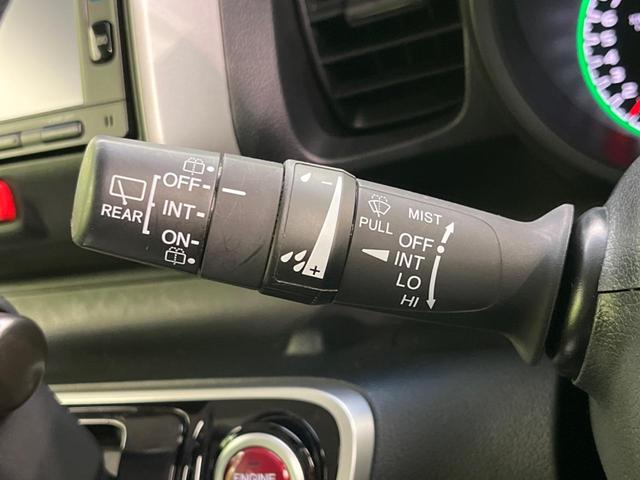 OFF
REAR
INT
ON
-
+
PULL
MIST
OFF
INT
LO
HI
ENGINE